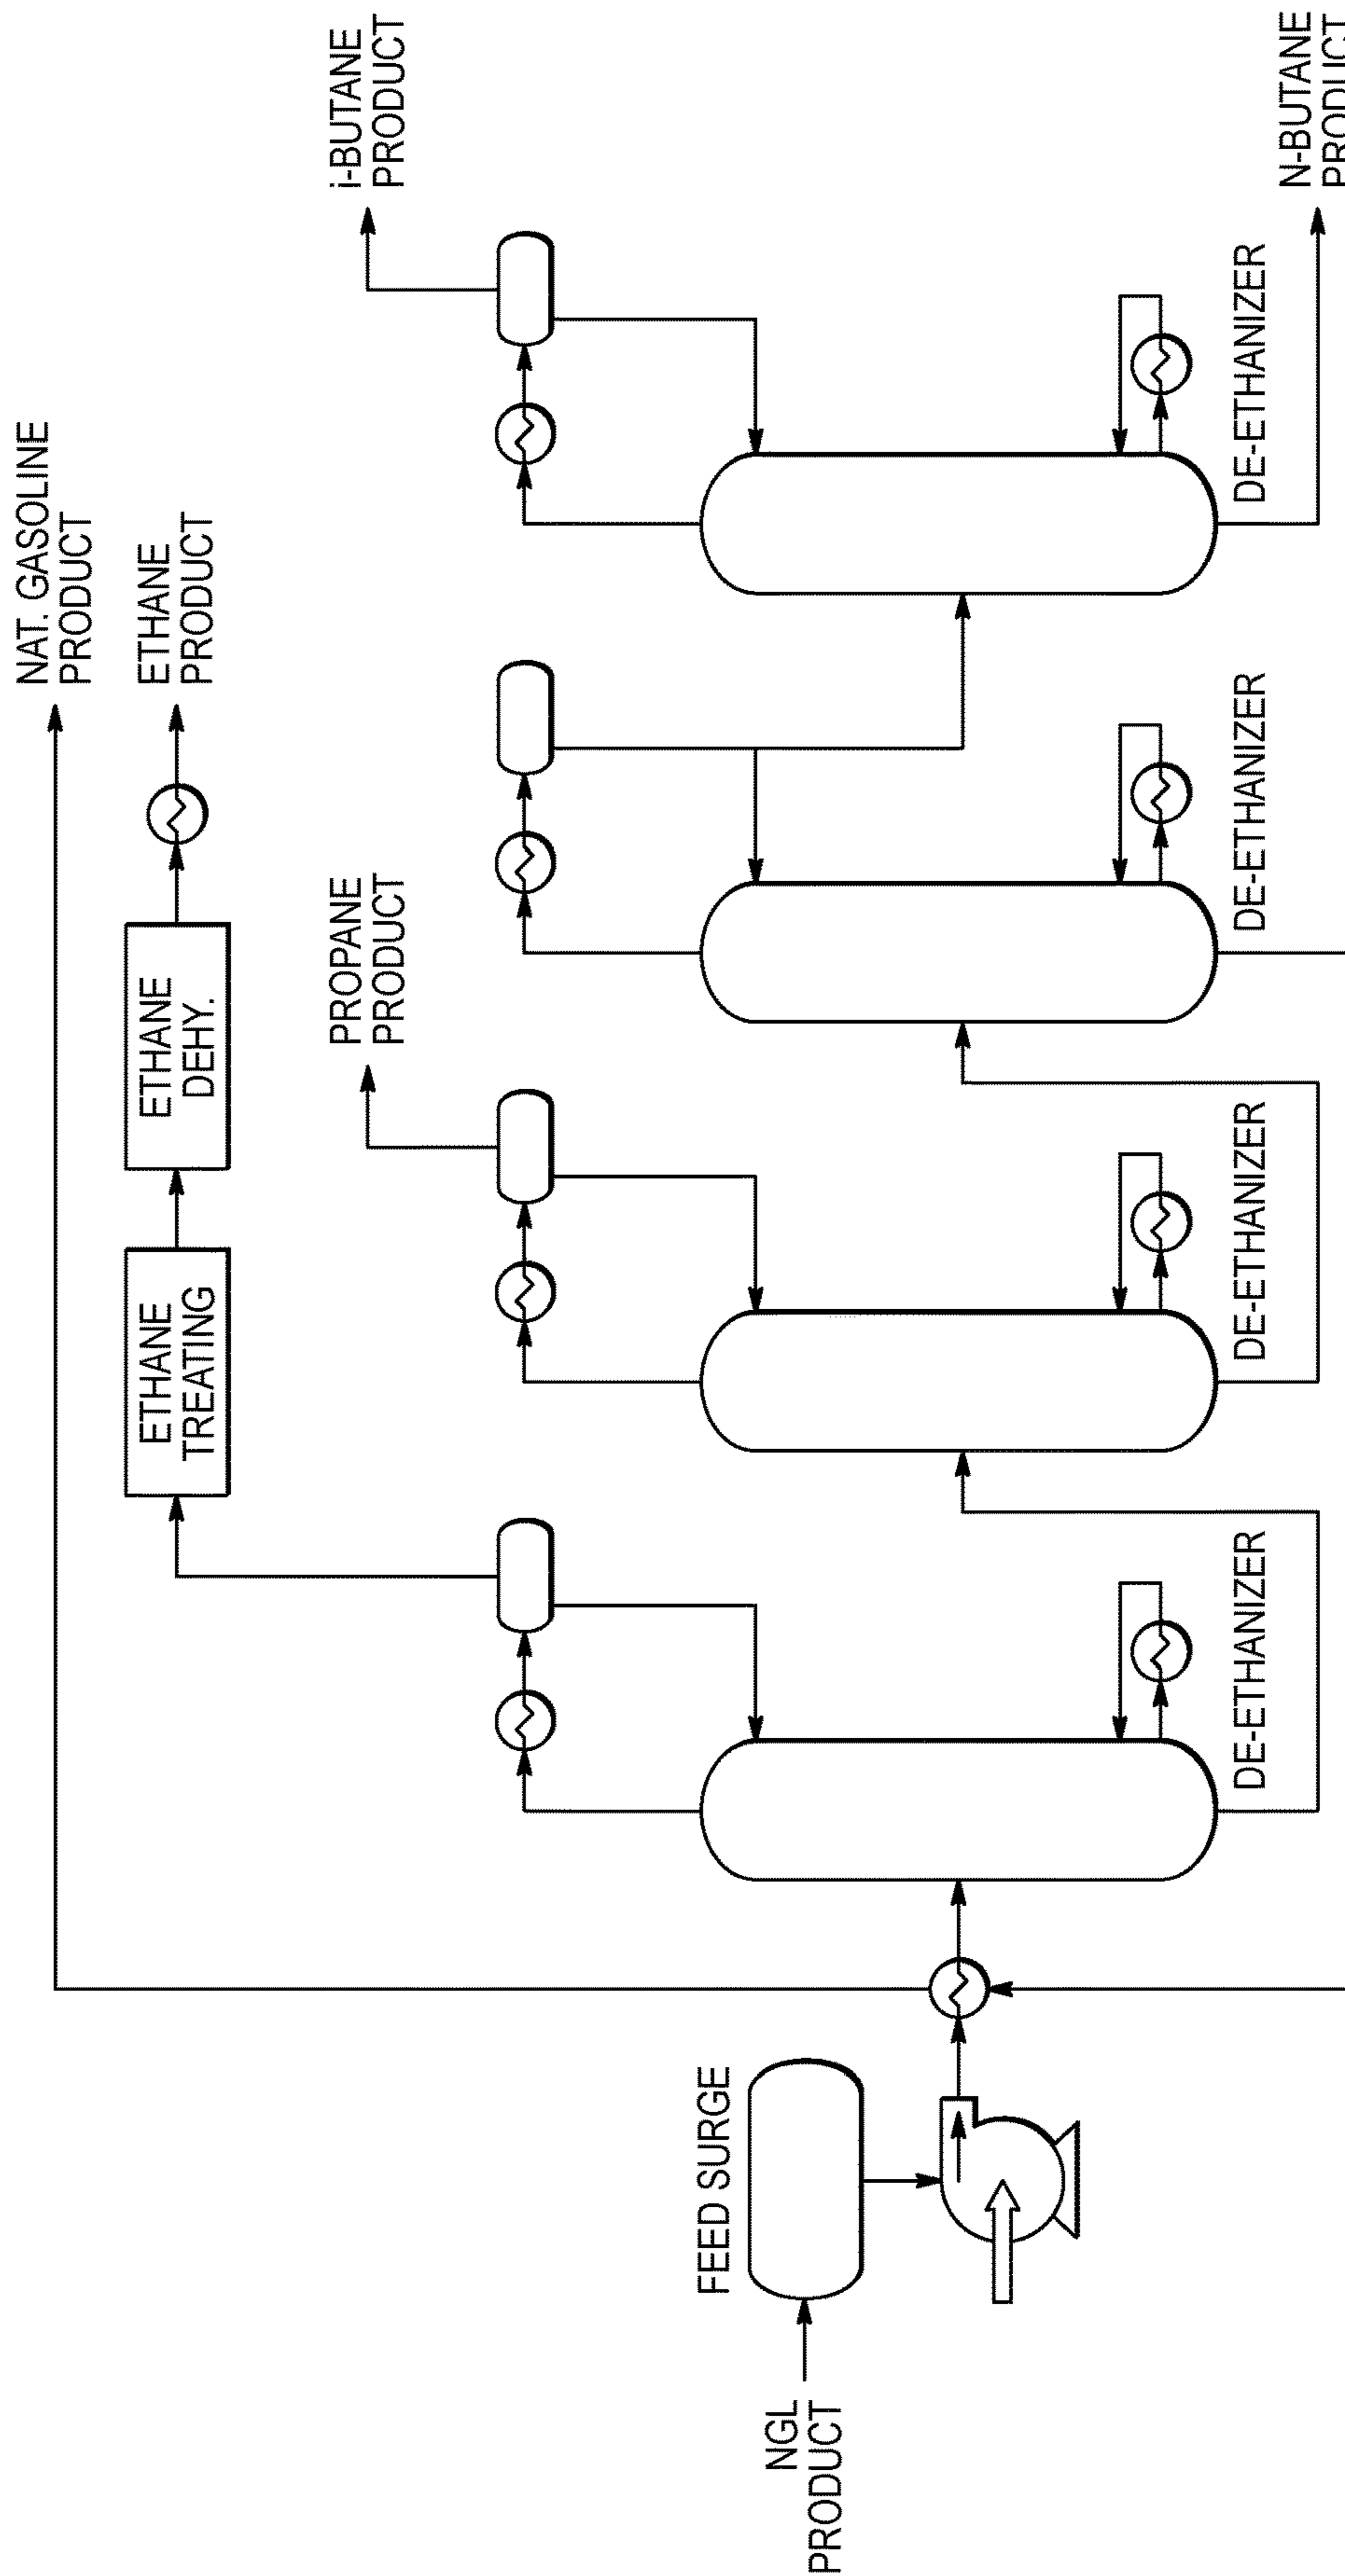 NAT. GASOLINE
PRODUCT
ETHANE
TREATING
ETHANE
DEHY.
ETHANE
PRODUCT
PROPANE
PRODUCT
i-BUTANE
PRODUCT
FEED SURGE
NGL
PRODUCT
DE-ETHANIZER
DE-ETHANIZER
DE-ETHANIZER
DE-ETHANIZER
N-BUTANE
PRODUCT